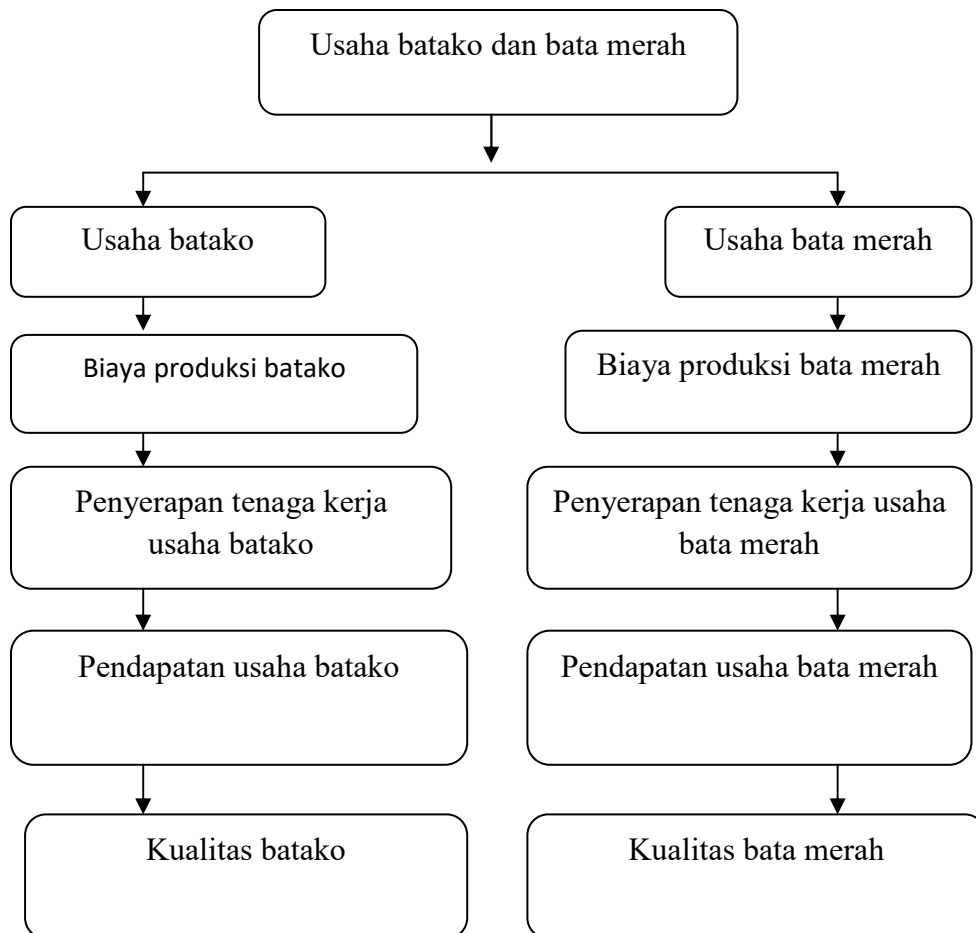 Usaha batako dan bata merah
Usaha batako
Usaha bata merah
Biaya produksi batako
Biaya produksi bata merah
Penyerapan tenaga kerja
usaha batako
Penyerapan tenaga kerja usaha
bata merah
Pendapatan usaha batako
Pendapatan usaha bata merah
Kualitas batako
Kualitas bata merah